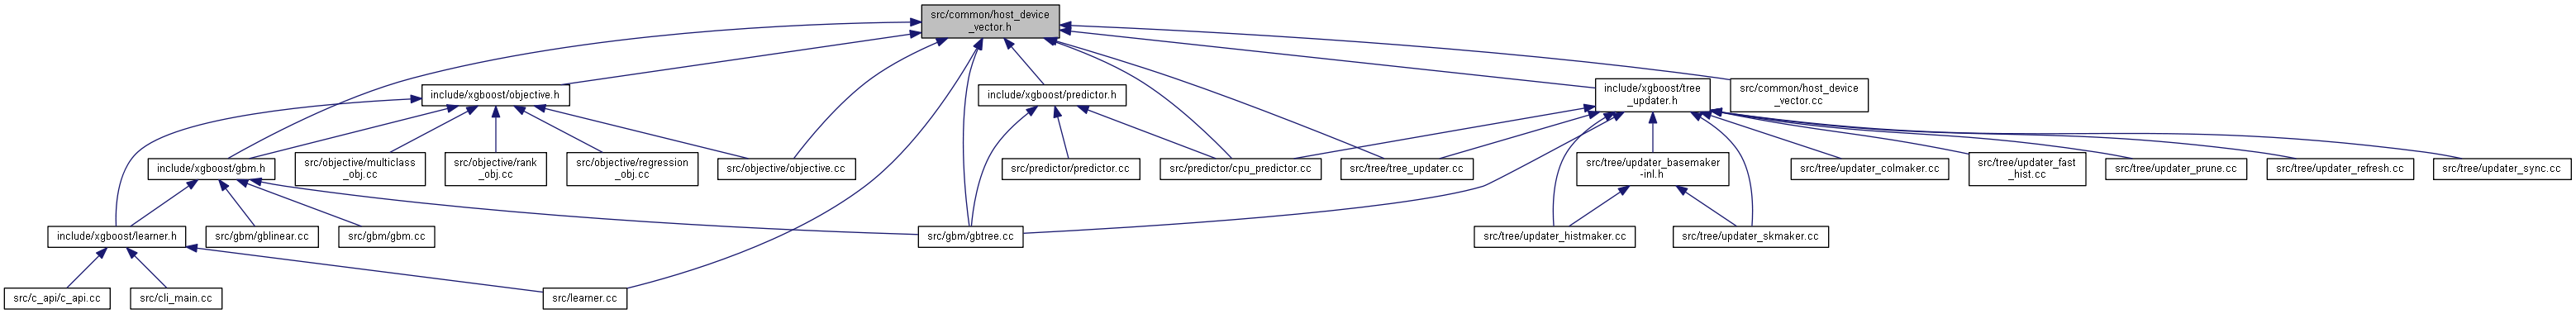 src/common/host_device
_vector.h
include/xgboost/objective.h
include/xgboost/predictor.h
include/xgboost/tree
_updater.h
src/common/host_device
_vector.cc
include/xgboost/gbm.h
src/objective/multiclass
_obj.cc
src/objective/rank
_obj.cc
src/objective/regression
_obj.cc
src/objective/objective.cc
src/predictor/predictor.cc
src/predictor/cpu_predictor.cc
src/tree/tree_updater.cc
src/tree/updater_basemaker
-inl.h
src/tree/updater_colmaker.cc
src/tree/updater_fast
_hist.cc
src/tree/updater_prune.cc
src/tree/updater_refresh.cc
src/tree/updater_sync.cc
include/xgboost/learner.h
src/gbm/gblinear.cc
src/gbm/gbm.cc
src/gbm/gbtree.cc
src/tree/updater_histmaker.cc
src/tree/updater_skmaker.cc
src/c_api/c_api.cc
src/cli_main.cc
src/learner.cc